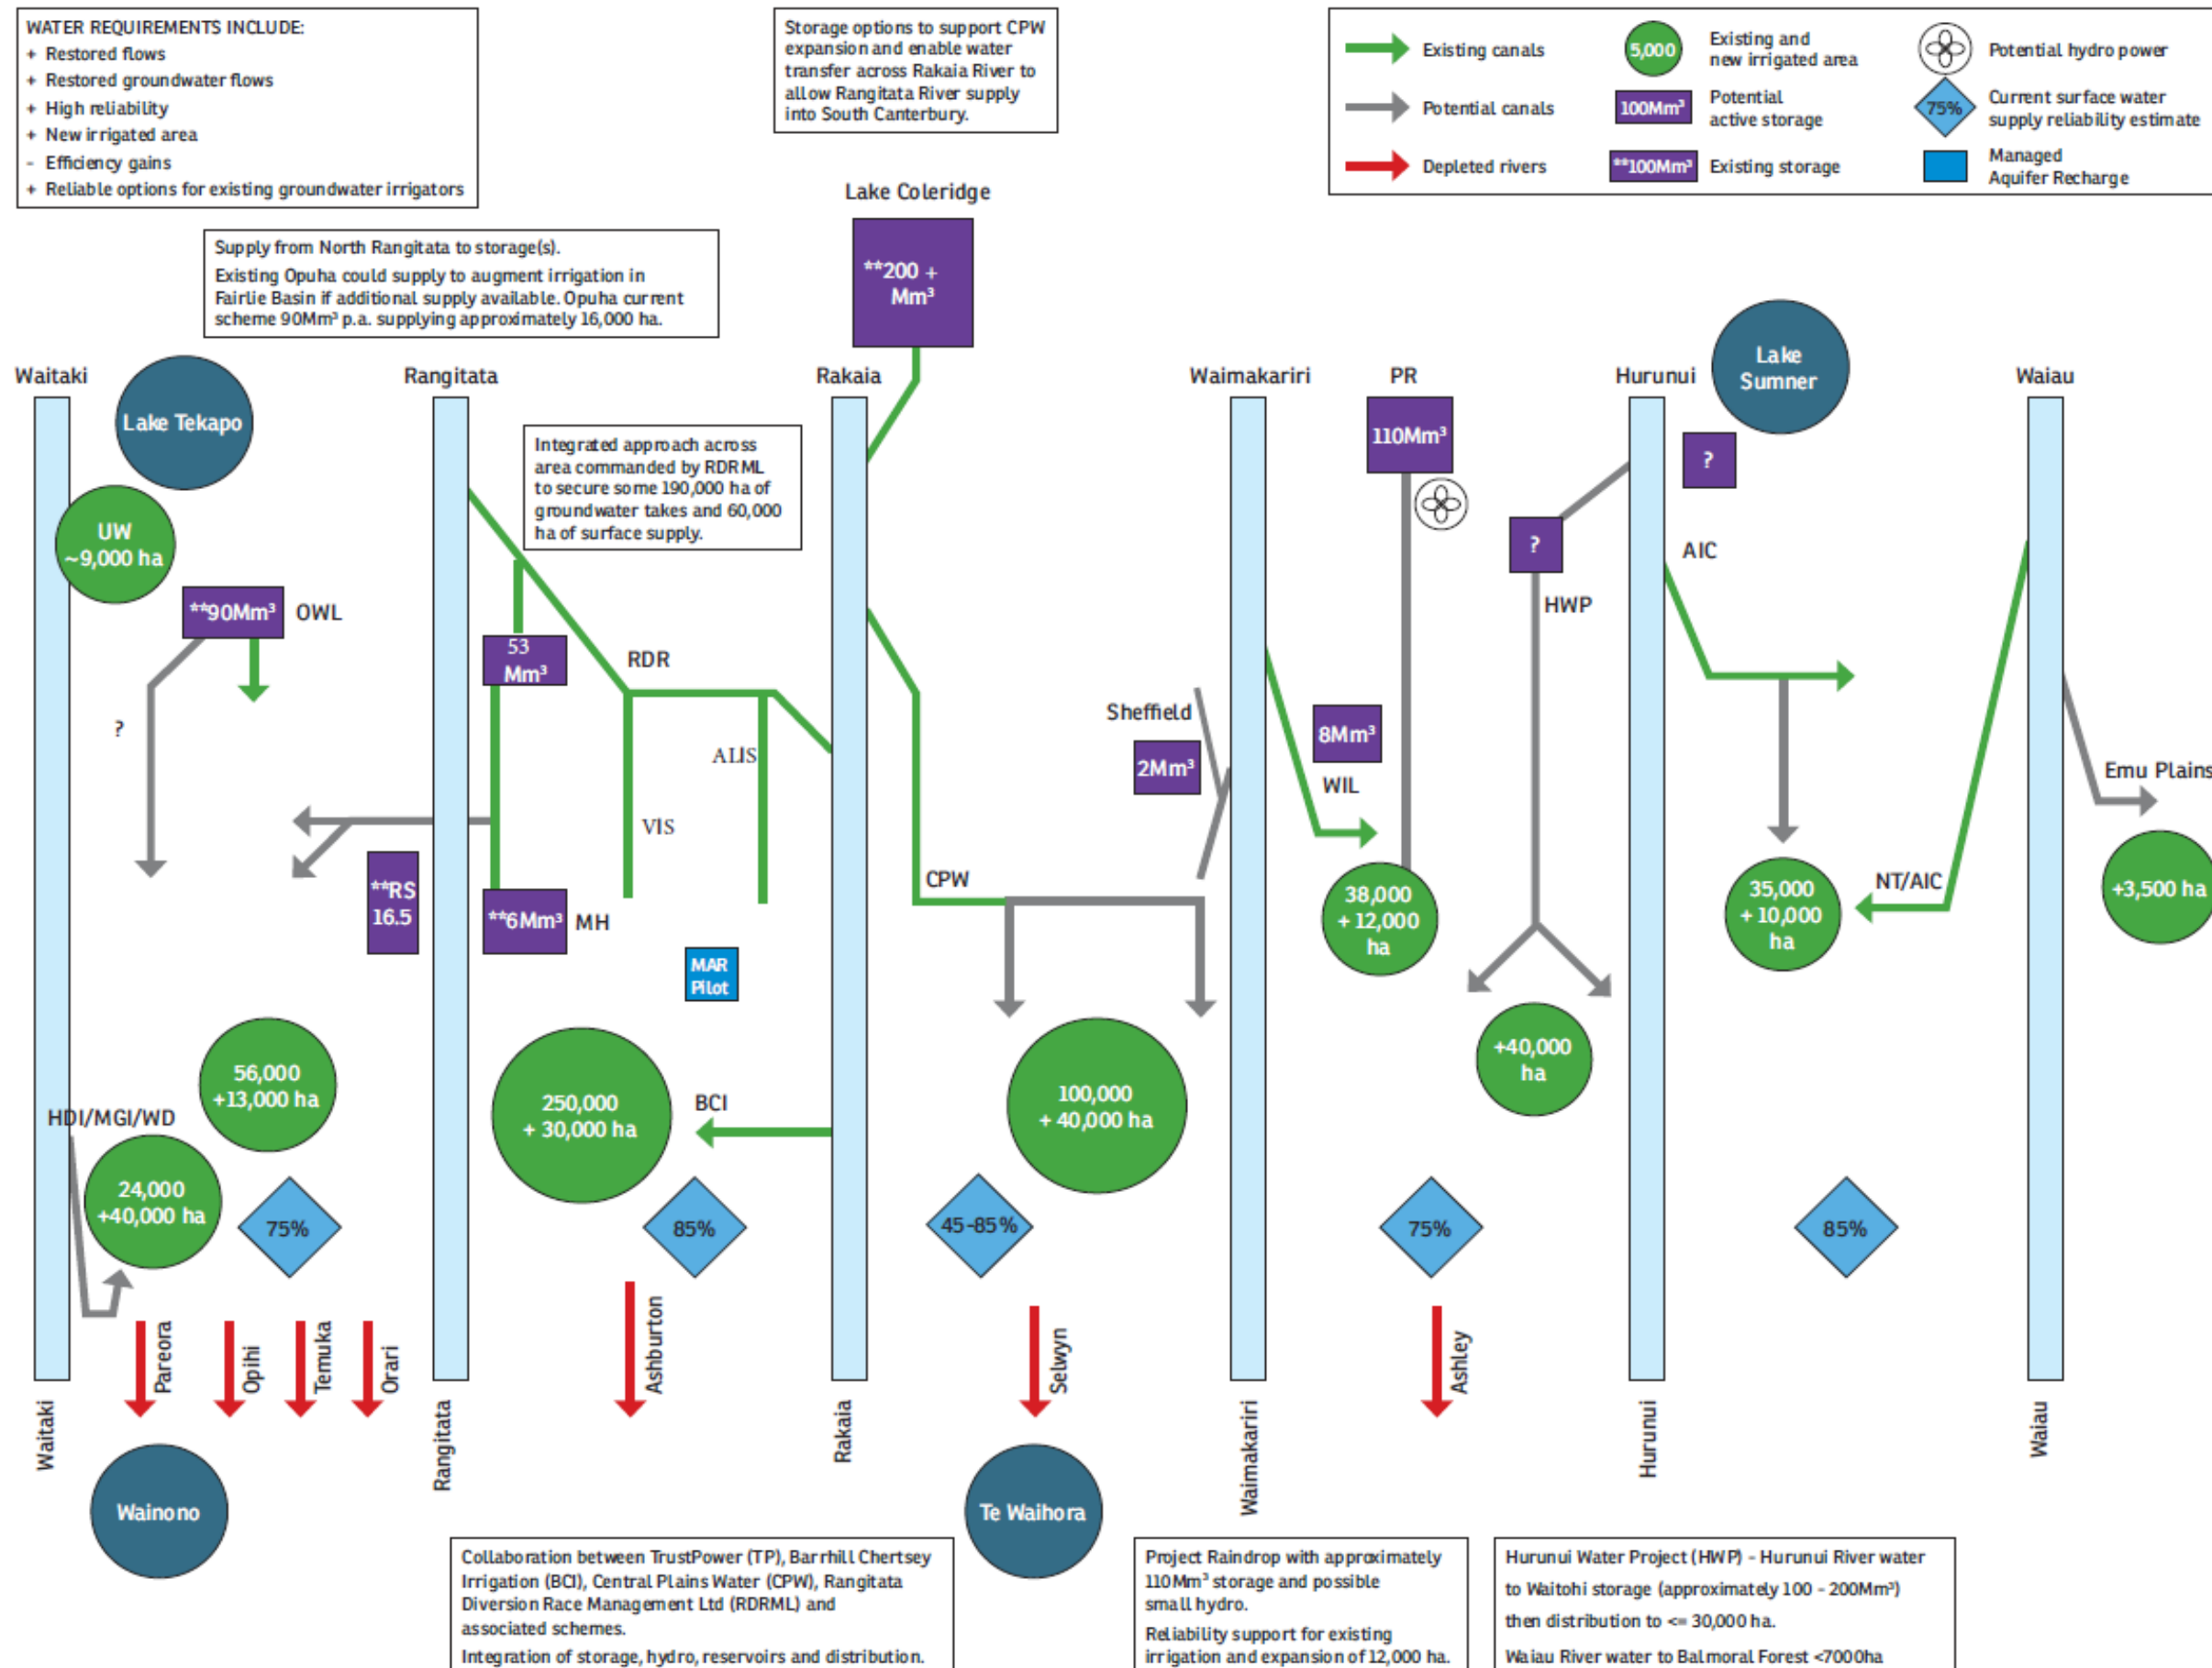 WATER REQUIREMENTS INCLUDE:
+ Restored flows
+ Restored groundwater flows
+ High reliability
+ New irrigated area
- Efficiency gains
+ Reliable options for existing groundwater irrigators
Storage options to support CPW
expansion and enable water
transfer across Rakaia River to
allow Rangitata River supply
into South Canterbury.
Existing canals
Potential canals
Depleted rivers
5,000
Existing and
new irrigated area
100Mm³
Potential
active storage
**100Mm³
Existing storage
Potential hydro power
75%
Current surface water
supply reliability estimate
Managed
Aquifer Recharge
Supply from North Rangitata to storage(s).
Existing Opuha could supply to augment irrigation in
Fairlie Basin if additional supply available. Opuha current
scheme 90Mm³ p.a. supplying approximately 16,000 ha.
Lake Coleridge
**200 +
Mm³
Waitaki
Lake Tekapo
Rangitata
Rakaia
Waimakariri
PR
Hurunui
Lake
Sumner
Waiau
Integrated approach across
area commanded by RDRML
to secure some 190,000 ha of
groundwater takes and 60,000
ha of surface supply.
110Mm³
?
UW
~9,000 ha
?
AIC
**90Mm³
OWL
HWP
53
Mm³
RDR
?
Sheffield
2Mm³
8Mm³
WIL
ALIS
VIS
Emu Plains
**RS
16.5
**6Mm³
MH
CPW
38,000
+ 12,000
ha
35,000
+ 10,000
ha
NT/AIC
+3,500 ha
MAR
Pilot
56,000
+13,000 ha
HDI/MGI/WD
24,000
+40,000 ha
250,000
+ 30,000 ha
BCI
100,000
+ 40,000 ha
+40,000
ha
75%
85%
45-85%
75%
85%
Pareora
Opihi
Temuka
Orari
Ashburton
Selwyn
Ashley
Waitaki
Rangitata
Rakaia
Waimakariri
Hurunui
Waiau
Wainono
Te Waihora
Collaboration between TrustPower (TP), Barrhill Chertsey
Irrigation (BCI), Central Plains Water (CPW), Rangitata
Diversion Race Management Ltd (RDRML) and
associated schemes.
Integration of storage, hydro, reservoirs and distribution.
Project Raindrop with approximately
110Mm³ storage and possible
small hydro.
Reliability support for existing
irrigation and expansion of 12,000 ha.
Hurunui Water Project (HWP) - Hurunui River water
to Waitohi storage (approximately 100 - 200Mm³)
then distribution to <= 30,000 ha.
Waiau River water to Balmoral Forest <7000ha